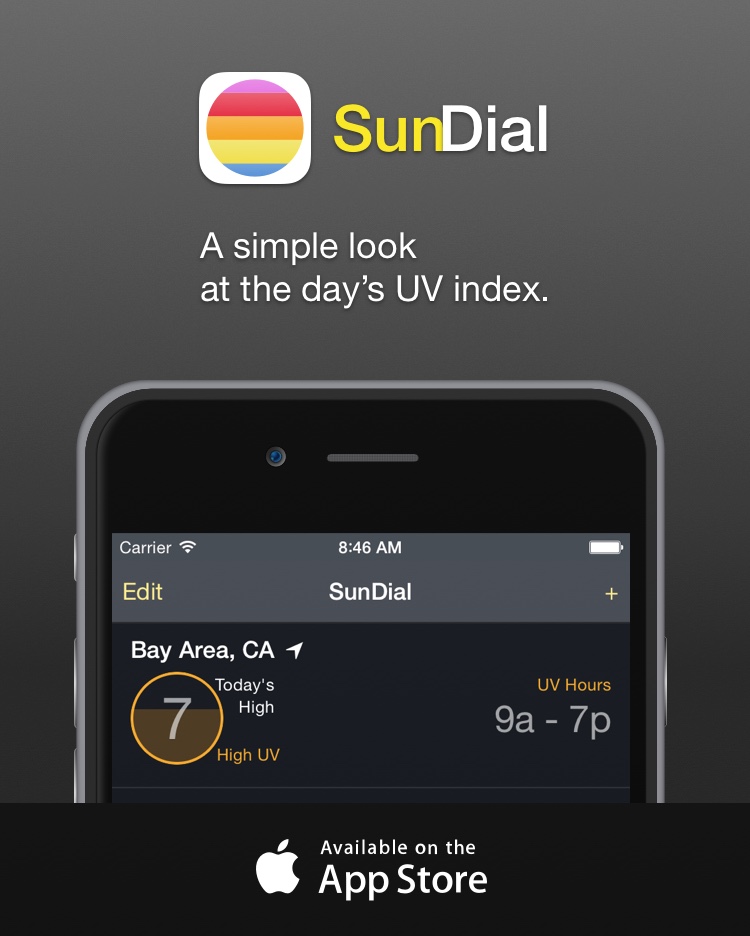 SunDial
A simple look
at the day’s UV index.
Carrier 8:46 AM
Edit SunDial +
Bay Area, CA
7 Today's High
High UV
UV Hours
9a - 7p
Available on the
App Store